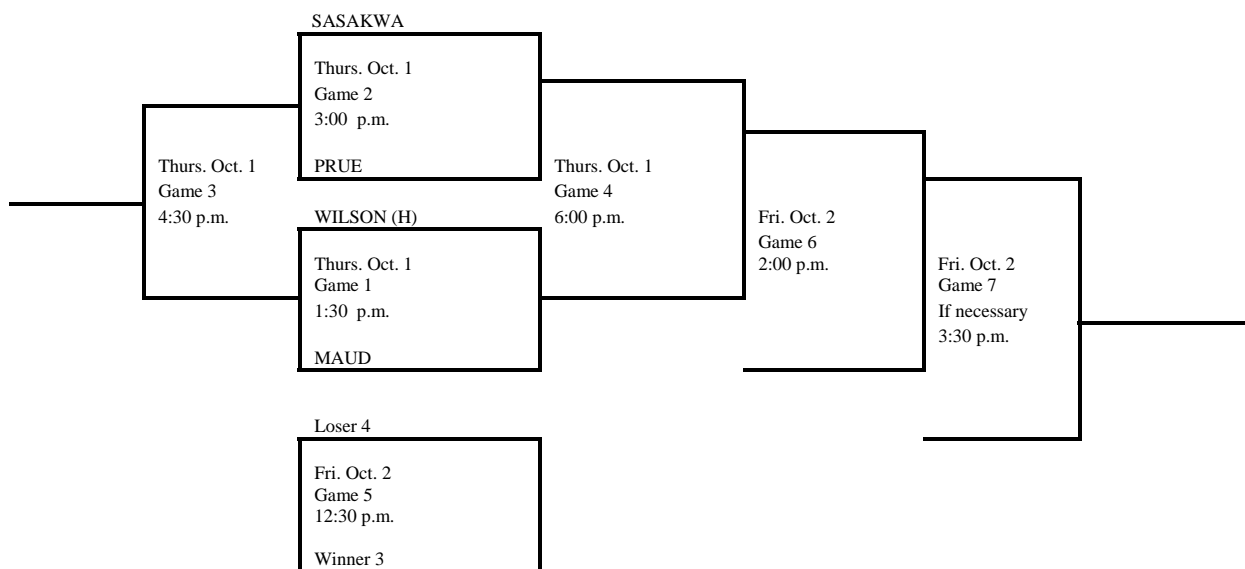 SASAKWA
Thurs. Oct. 1
Game 2
3:00 p.m.
PRUE
Thurs. Oct. 1
Game 3
4:30 p.m.
WILSON (H)
Thurs. Oct. 1
Game 1
1:30 p.m.
MAUD
Thurs. Oct. 1
Game 4
6:00 p.m.
Fri. Oct. 2
Game 6
2:00 p.m.
Fri. Oct. 2
Game 7
If necessary
3:30 p.m.
Loser 4
Fri. Oct. 2
Game 5
12:30 p.m.
Winner 3